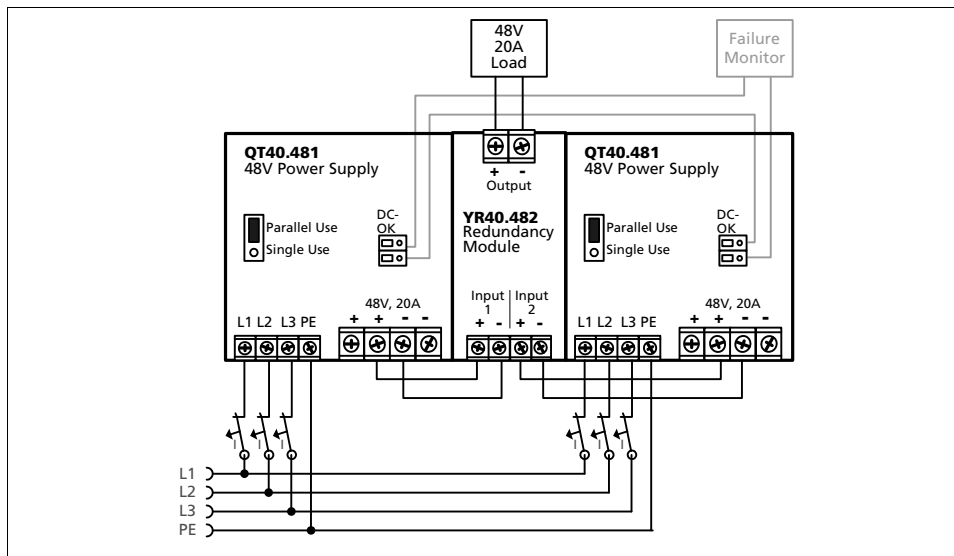 48V
20A
Load
Failure
Monitor
QT40.481
48V Power Supply
+ -
Output
QT40.481
48V Power Supply
Parallel Use
Single Use
DC-
OK
YR40.482
Redundancy
Module
Parallel Use
Single Use
DC-
OK
48V, 20A
L1 L2 L3 PE
+ + - -
Input
1
Input
2
+ - + -
48V, 20A
L1 L2 L3 PE
+ + - -
I I I
I I I
L1
L2
L3
PE